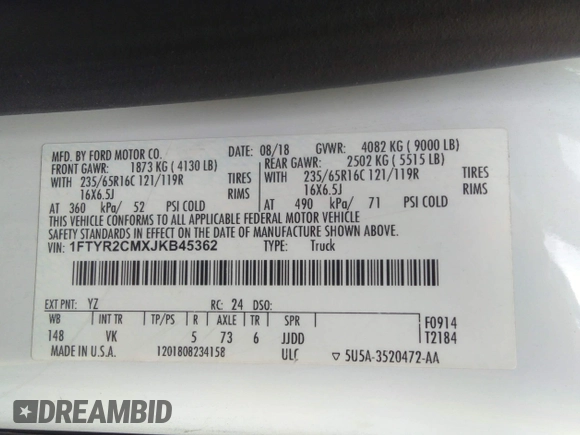 MFD. BY FORD MOTOR CO. DATE: 08/18 GVWR: 4082 KG ( 9000 LB)
FRONT GAWR: 1873 KG ( 4130 LB) REAR GAWR: 2502 KG ( 5515 LB)
WITH 235/65R16C 121/119R TIRES WITH 235/65R16C 121/119R TIRES
16X6.5J RIMS 16X6.5J RIMS
AT 360 kPa/ 52 PSI COLD AT 490 kPa/ 71 PSI COLD
THIS VEHICLE CONFORMS TO ALL APPLICABLE FEDERAL MOTOR VEHICLE
SAFETY STANDARDS IN EFFECT ON THE DATE OF MANUFACTURE SHOWN ABOVE.
VIN: 1FTYR2CMXJKB45362 TYPE: Truck
EXT PNT: YZ RC: 24 DSO:
WB INT TR TP/PS R AXLE TR SPR F0914
148 VK 5 73 6 JJDD T2184
MADE IN U.S.A. 1201808234158 ULC ▽ 5U5A-3520472-AA
DREAMBID